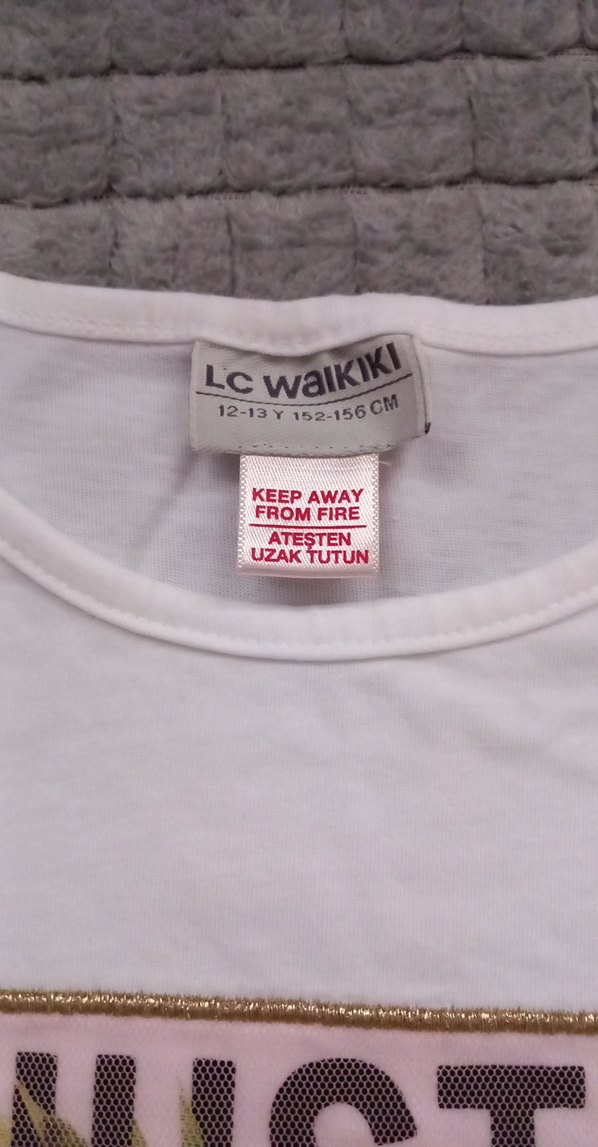 LC WAIKIKI
12-13 Y 152-156 CM
KEEP AWAY
FROM FIRE
ATEŞTEN
UZAK TUTUN